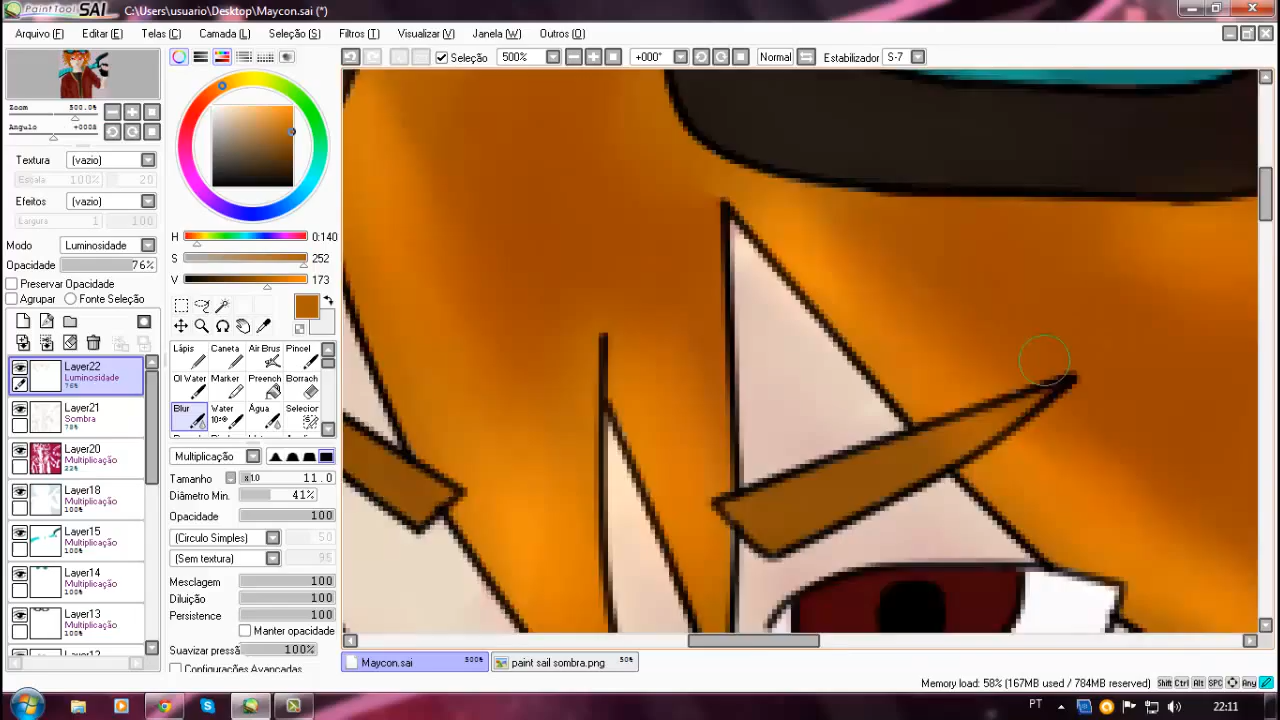 PaintTool SAI C:\Users\usuario\Desktop\Maycon.sai (*)
Arquivo (F) Editar (E) Telas (C) Camada (L) Seleção (S) Filtros (T) Visualizar (V) Janela (W) Outros (O)
Seleção 500% +000° Normal Estabilizador S-7
Zoom 500.0%
Angulo +000°
Textura (vazio)
Escala 100% 20
Efeitos (vazio)
Largura 1 100
Modo Luminosidade
Opacidade 76%
Preservar Opacidade
Agrupar Fonte Seleção
Layer22
Luminosidade
76%
Layer21
Sombra
78%
Layer20
Multiplicação
22%
Layer18
Multiplicação
100%
Layer15
Multiplicação
100%
Layer14
Multiplicação
100%
Layer13
Multiplicação
100%
H 0:140
S 252
V 173
Lápis Caneta Air Brus Pincel
Ol Water Marker Preench Borrach
Blur Water Água Selecior
Multiplicação
Tamanho x1.0 11.0
Diâmetro Min. 41%
Opacidade 100
(Circulo Simples) 50
(Sem textura) 95
Mesclagem 100
Diluição 100
Persistence 100
Manter opacidade
Suavizar pressã 100%
Configurações Avançadas
Maycon.sai 500% paint sail sombra.png 50%
Memory load: 58% (167MB used / 784MB reserved) Shift Ctrl Alt SPC Any
PT 22:11